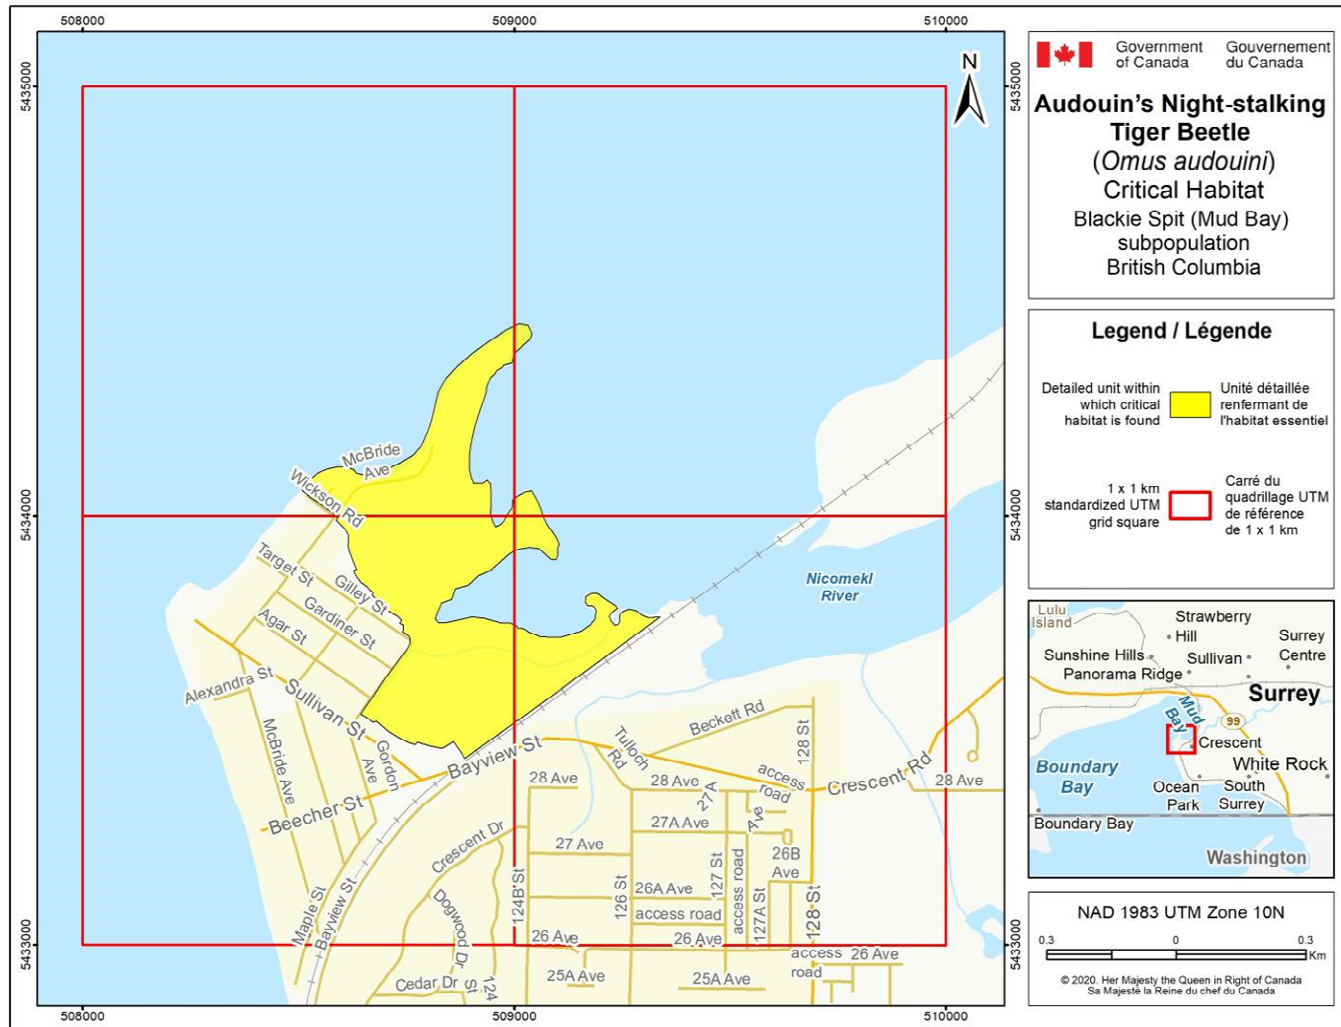 508000
509000
510000
5435000
5435000
5434000
5434000
5433000
5433000
508000
509000
510000
N
McBride
Ave
Wickson Rd
Target St
Gilley St
Gardiner St
Agar St
Alexandra St
Sullivan St
McBride Ave
Gordon
Ave
Beecher St
Bayview St
Maple St
Bayview St
Crescent Dr
Dogwood Dr
Cedar Dr
St
124
124B St
28 Ave
27 Ave
26 Ave
25A Ave
126 St
Tulloch
Rd
Beckett Rd
28 Ave
27A
Ave
27A Ave
128 St
access
road
Crescent Rd
28 Ave
26B
Ave
127 St
access road
127A St
128 St
26A Ave
access road
26 Ave
25A Ave
access
road
26 Ave
Nicomekl
River
Government
of Canada
Gouvernement
du Canada
Audouin's Night-stalking
Tiger Beetle
(Omus audouini)
Critical Habitat
Blackie Spit (Mud Bay)
subpopulation
British Columbia
Legend / Légende
Detailed unit within
which critical
habitat is found
Unité détaillée
renfermant de
l'habitat essentiel
1 x 1 km
standardized UTM
grid square
Carré du
quadrillage UTM
de référence
de 1 x 1 km
Lulu
Island
Strawberry
Hill
Sunshine Hills
Sullivan
Surrey
Centre
Panorama Ridge
Surrey
Mud
Bay
99
Crescent
Boundary
Bay
White Rock
Ocean
Park
South
Surrey
Boundary Bay
Washington
NAD 1983 UTM Zone 10N
0.3
0
0.3
Km
© 2020. Her Majesty the Queen in Right of Canada
Sa Majesté la Reine du chef du Canada